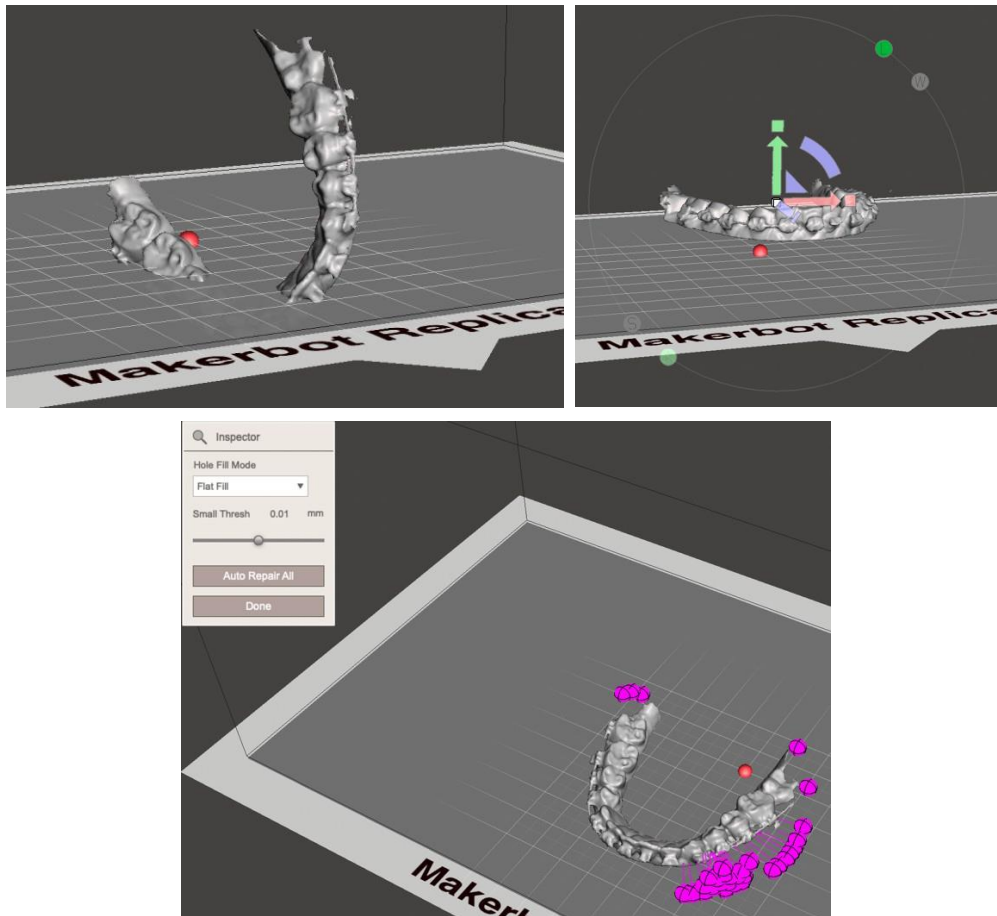 Makerbot Replica
L
W
S
Makerbot Replica
Inspector
Hole Fill Mode
Flat Fill
Small Thresh 0.01 mm
Auto Repair All
Done
Makerbot